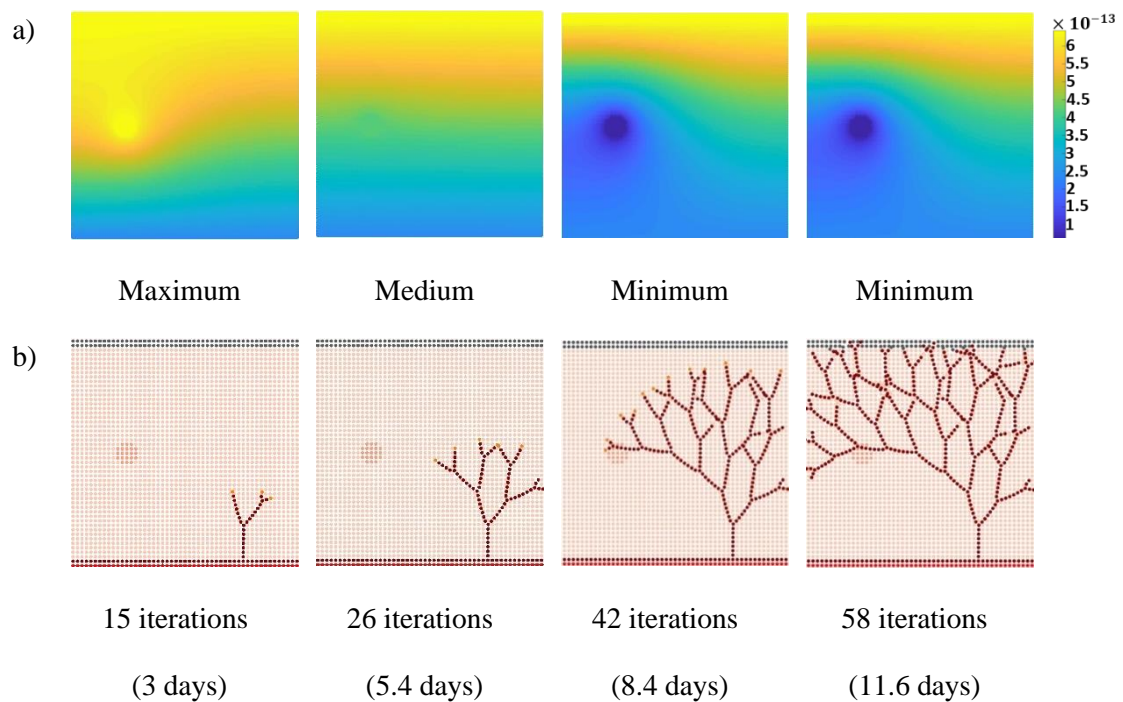 a)
× 10⁻¹³
6
5.5
5
4.5
4
3.5
3
2.5
2
1.5
1
Maximum Medium Minimum Minimum
b)
15 iterations 26 iterations 42 iterations 58 iterations
(3 days) (5.4 days) (8.4 days) (11.6 days)